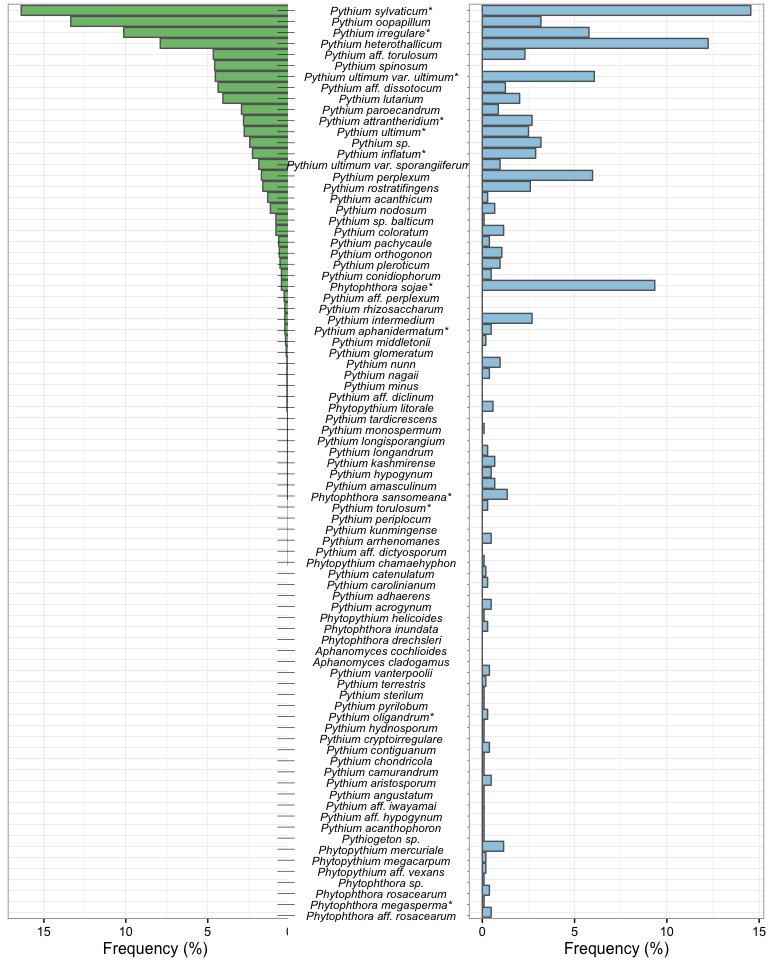 Pythium sylvaticum*
Pythium oopapillum
Pythium irregulare*
Pythium heterothallicum
Pythium aff. torulosum
Pythium spinosum
Pythium ultimum var. ultimum*
Pythium aff. dissotocum
Pythium lutarium
Pythium paroecandrum
Pythium attrantheridium*
Pythium ultimum*
Pythium sp.
Pythium inflatum*
Pythium ultimum var. sporangiiferum
Pythium perplexum
Pythium rostratifingens
Pythium acanthicum
Pythium nodosum
Pythium sp. balticum
Pythium coloratum
Pythium pachycaule
Pythium orthogonon
Pythium pleroticum
Pythium conidiophorum
Phytophthora sojae*
Pythium aff. perplexum
Pythium rhizosaccharum
Pythium intermedium
Pythium aphanidermatum*
Pythium middletonii
Pythium glomeratum
Pythium nunn
Pythium nagaii
Pythium minus
Pythium aff. diclinum
Phytopythium litorale
Pythium tardicrescens
Pythium monospermum
Pythium longisporangium
Pythium longandrum
Pythium kashmirense
Pythium hypogynum
Pythium amasculinum
Phytophthora sansomeana*
Pythium torulosum*
Pythium periplocum
Pythium kunmingense
Pythium arrhenomanes
Pythium aff. dictyosporum
Phytopythium chamaehyphon
Pythium catenulatum
Pythium carolinianum
Pythium adhaerens
Pythium acrogynum
Phytopythium helicoides
Phytophthora inundata
Phytophthora drechsleri
Aphanomyces cochlioides
Aphanomyces cladogamus
Pythium vanterpoolii
Pythium terrestris
Pythium sterilum
Pythium pyrilobum
Pythium oligandrum*
Pythium hydnosporum
Pythium cryptoirregulare
Pythium contiguanum
Pythium chondricola
Pythium camurandrum
Pythium aristosporum
Pythium angustatum
Pythium aff. iwayamai
Pythium aff. hypogynum
Pythium acanthophoron
Pythiogeton sp.
Phytopythium mercuriale
Phytopythium megacarpum
Phytopythium aff. vexans
Phytophthora sp.
Phytophthora rosacearum
Phytophthora megasperma*
Phytophthora aff. rosacearum
15 10 5
0 5 10 15
Frequency (%)
Frequency (%)